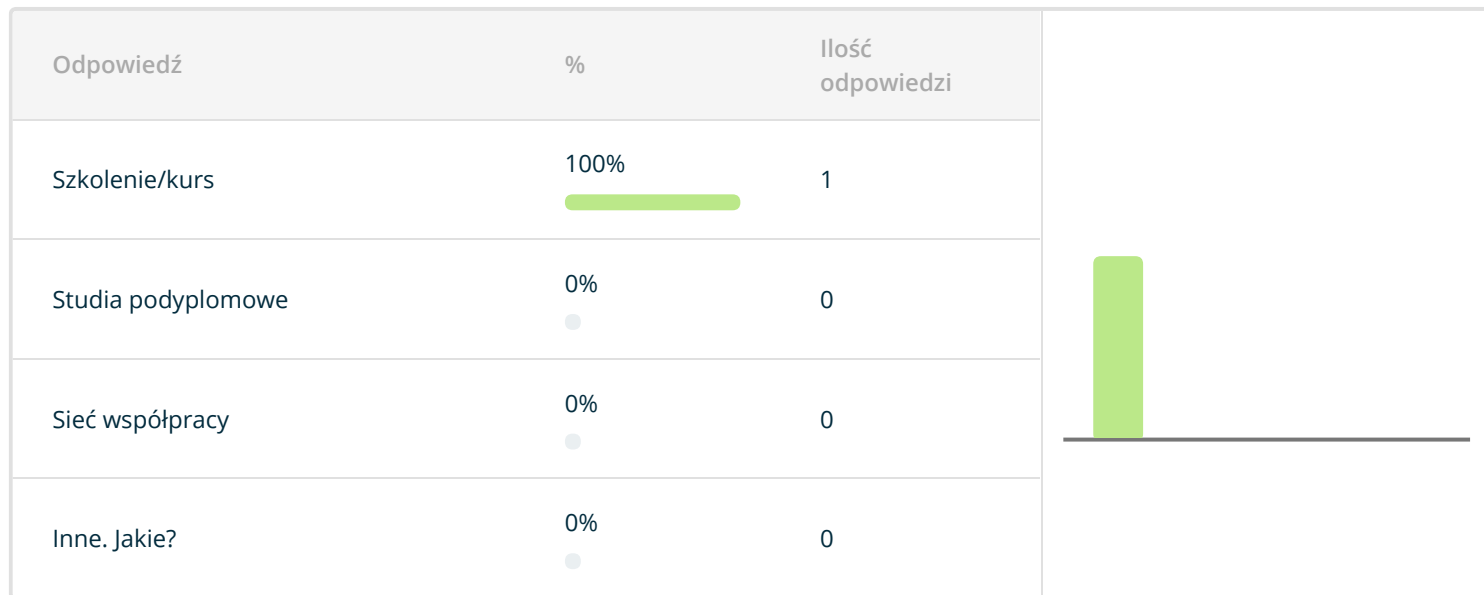 Odpowiedź % Ilość
odpowiedzi
Szkolenie/kurs 100% 1
Studia podyplomowe 0% 0
Sieć współpracy 0% 0
Inne. Jakie? 0% 0